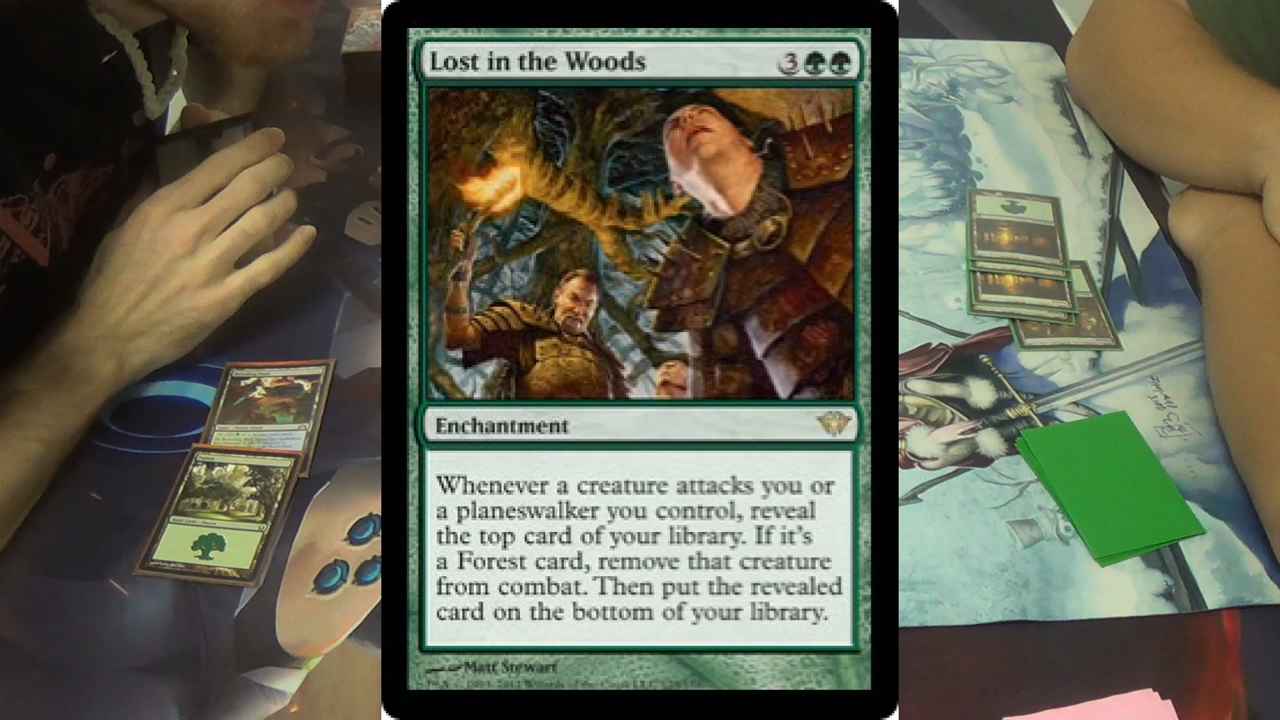 Lost in the Woods 3
Enchantment
Whenever a creature attacks you or
a planeswalker you control, reveal
the top card of your library. If it's
a Forest card, remove that creature
from combat. Then put the revealed
card on the bottom of your library.
Matt Stewart